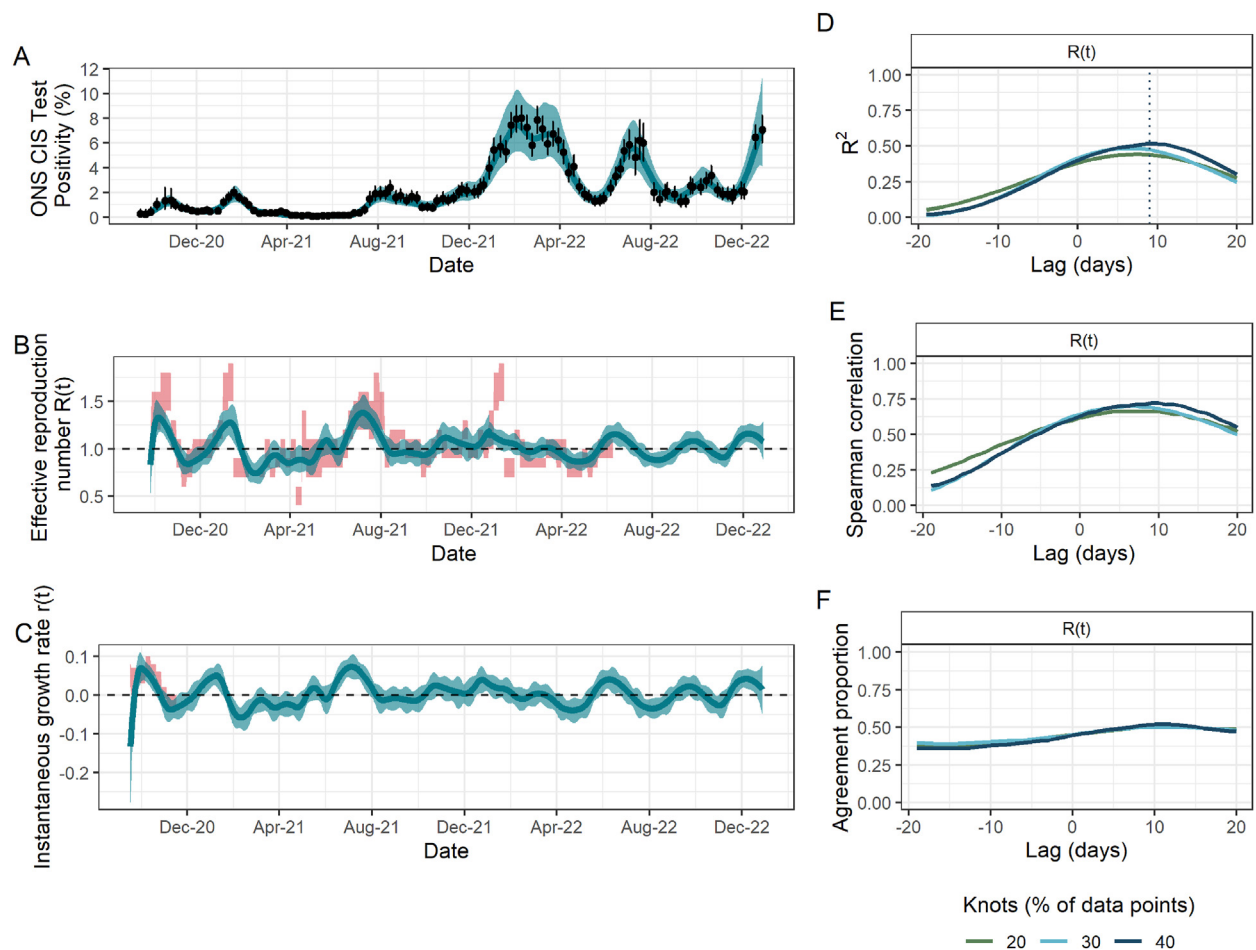 A
ONS CIS Test
Positivity (%)
12
10
8
6
4
2
0
Dec-20 Apr-21 Aug-21 Dec-21 Apr-22 Aug-22 Dec-22
Date
B
Effective reproduction
number R(t)
1.5
1.0
0.5
Dec-20 Apr-21 Aug-21 Dec-21 Apr-22 Aug-22 Dec-22
Date
C
Instantaneous growth rate r(t)
0.1
0.0
-0.1
-0.2
Dec-20 Apr-21 Aug-21 Dec-21 Apr-22 Aug-22 Dec-22
Date
D
R(t)
R²
1.00
0.75
0.50
0.25
0.00
-20 -10 0 10 20
Lag (days)
E
R(t)
Spearman correlation
1.00
0.75
0.50
0.25
0.00
-20 -10 0 10 20
Lag (days)
F
R(t)
Agreement proportion
1.00
0.75
0.50
0.25
0.00
-20 -10 0 10 20
Lag (days)
Knots (% of data points)
20 30 40